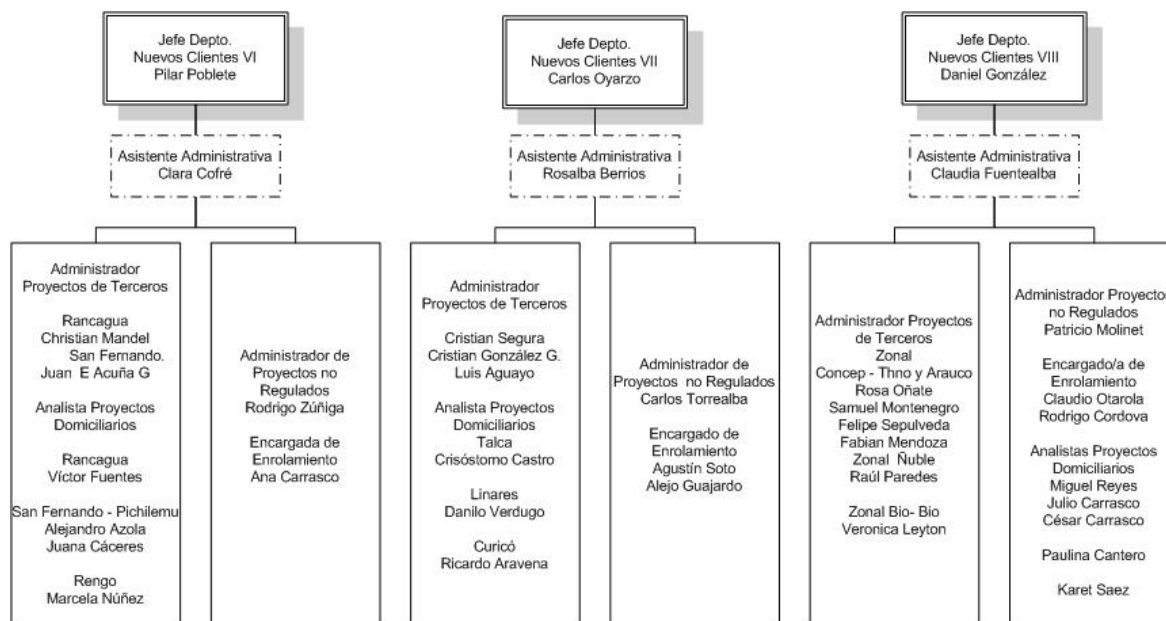 Jefe Depto.
Nuevos Clientes VI
Pilar Poblete
Asistente Administrativa
Clara Cofré
Administrador
Proyectos de Terceros
Rancagua
Christian Mandel
San Fernando.
Juan E Acuña G
Analista Proyectos
Domiciliarios
Rancagua
Víctor Fuentes
San Fernando - Pichilemu
Alejandro Azola
Juana Cáceres
Rengo
Marcela Núñez
Administrador de
Proyectos no
Regulados
Rodrigo Zúñiga
Encargada de
Enrolamiento
Ana Carrasco
Jefe Depto.
Nuevos Clientes VII
Carlos Oyarzo
Asistente Administrativa
Rosalba Berrios
Administrador
Proyectos de Terceros
Cristian Segura
Cristian González G.
Luis Aguayo
Analista Proyectos
Domiciliarios
Talca
Crisóstomo Castro
Linares
Danilo Verdugo
Curicó
Ricardo Aravena
Administrador de
Proyectos no Regulados
Carlos Torrealba
Encargado de
Enrolamiento
Agustín Soto
Alejo Guajardo
Jefe Depto.
Nuevos Clientes VIII
Daniel González
Asistente Administrativa
Claudia Fuentealba
Administrador Proyectos
de Terceros
Zonal
Concep - Thno y Arauco
Rosa Oñate
Samuel Montenegro
Felipe Sepulveda
Fabian Mendoza
Zonal Ñuble
Raúl Paredes
Zonal Bio- Bio
Veronica Leyton
Administrador Proyectos
no Regulados
Patricio Molinet
Encargado/a de
Enrolamiento
Claudio Otarola
Rodrigo Cordova
Analistas Proyectos
Domiciliarios
Miguel Reyes
Julio Carrasco
César Carrasco
Paulina Cantero
Karet Saez